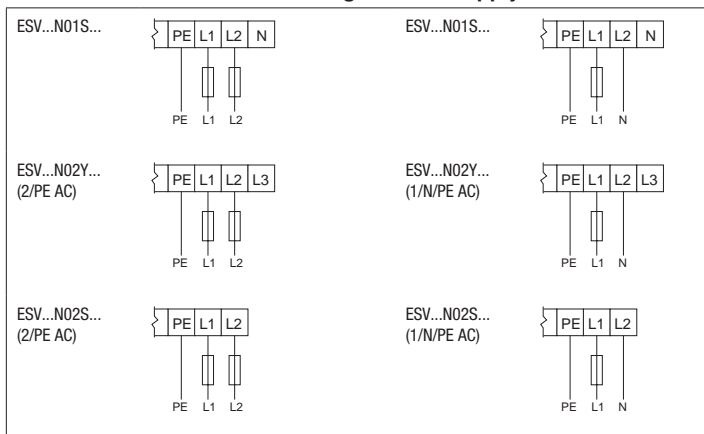 ESV...N01S...
PE L1 L2 N
PE L1 L2
ESV...N01S...
PE L1 L2 N
PE L1 N
ESV...N02Y...
(2/PE AC)
PE L1 L2 L3
PE L1 L2
ESV...N02Y...
(1/N/PE AC)
PE L1 L2 L3
PE L1 N
ESV...N02S...
(2/PE AC)
PE L1 L2
PE L1 L2
ESV...N02S...
(1/N/PE AC)
PE L1 L2
PE L1 N